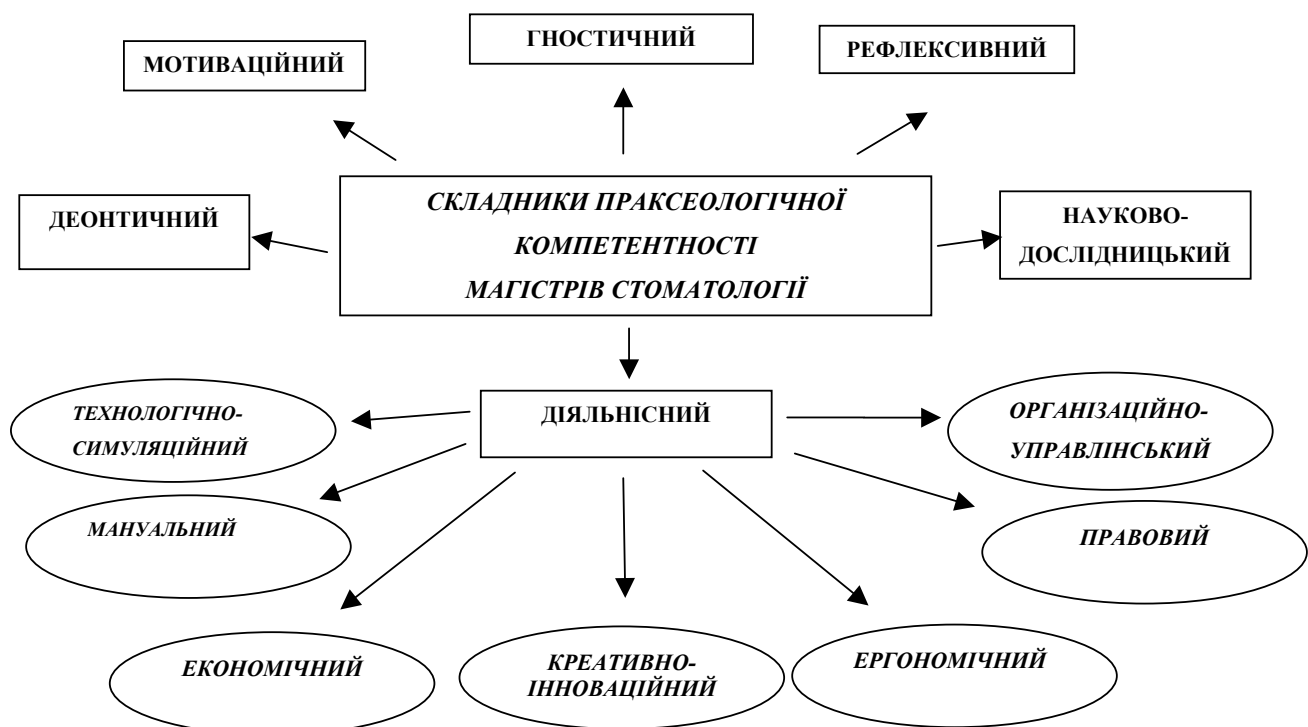 ГНОСТИЧНИЙ
МОТИВАЦІЙНИЙ
РЕФЛЕКСИВНИЙ
ДЕОНТИЧНИЙ
СКЛАДНИКИ ПРАКСЕОЛОГІЧНОЇ
КОМПЕТЕНТНОСТІ
МАГІСТРІВ СТОМАТОЛОГІЇ
НАУКОВО-
ДОСЛІДНИЦЬКИЙ
ТЕХНОЛОГІЧНО-
СИМУЛЯЦІЙНИЙ
ДІЯЛЬНІСНИЙ
ОРГАНІЗАЦІЙНО-
УПРАВЛІНСЬКИЙ
МАНУАЛЬНИЙ
ПРАВОВИЙ
ЕКОНОМІЧНИЙ
КРЕАТИВНО-
ІННОВАЦІЙНИЙ
ЕРГОНОМІЧНИЙ